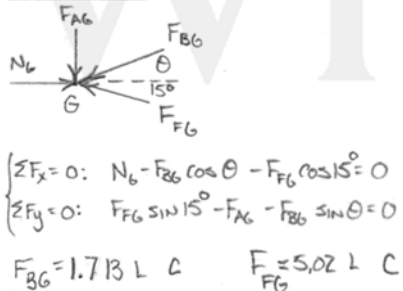 F_AG
F_BG
N_G
θ
15°
G
F_FG
ΣFx=0: N_G - F_BG cos θ - F_FG cos 15° = 0
ΣFy=0: F_FG SIN 15° - F_AG - F_BG SIN θ = 0
F_BG = 1.713 L C
F_FG = 5,02 L C